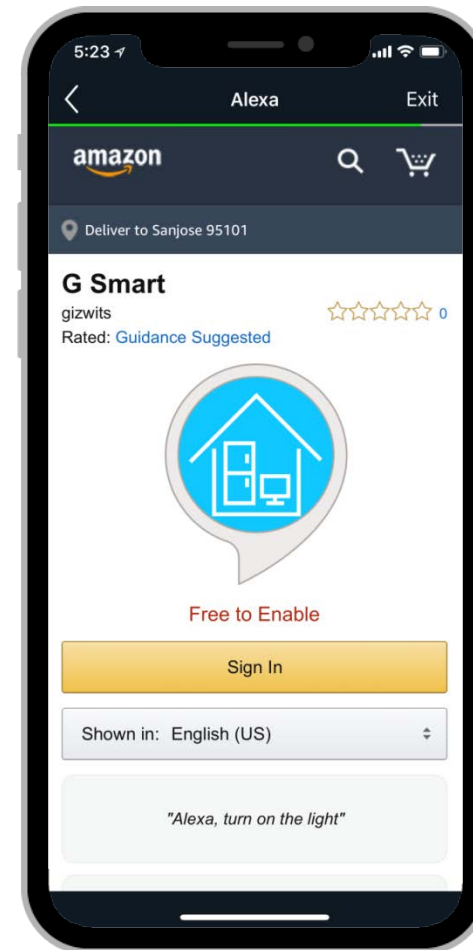 5:23
Alexa
Exit
amazon
Deliver to Sanjose 95101
G Smart
gizwits
0
Rated: Guidance Suggested
Free to Enable
Sign In
Shown in: English (US)
"Alexa, turn on the light"